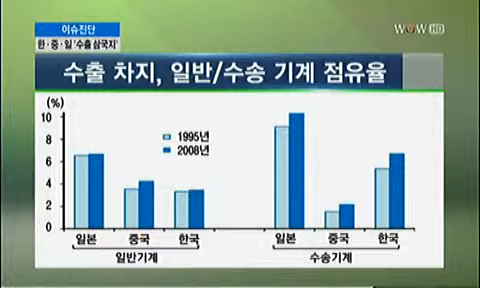 이슈진단
한·중·일 '수출 삼국지'
WOW HD
수출 차지, 일반/수송 기계 점유율
(%)
10
8
6
4
2
0
1995년
2008년
일본 중국 한국 일본 중국 한국
일반기계 수송기계